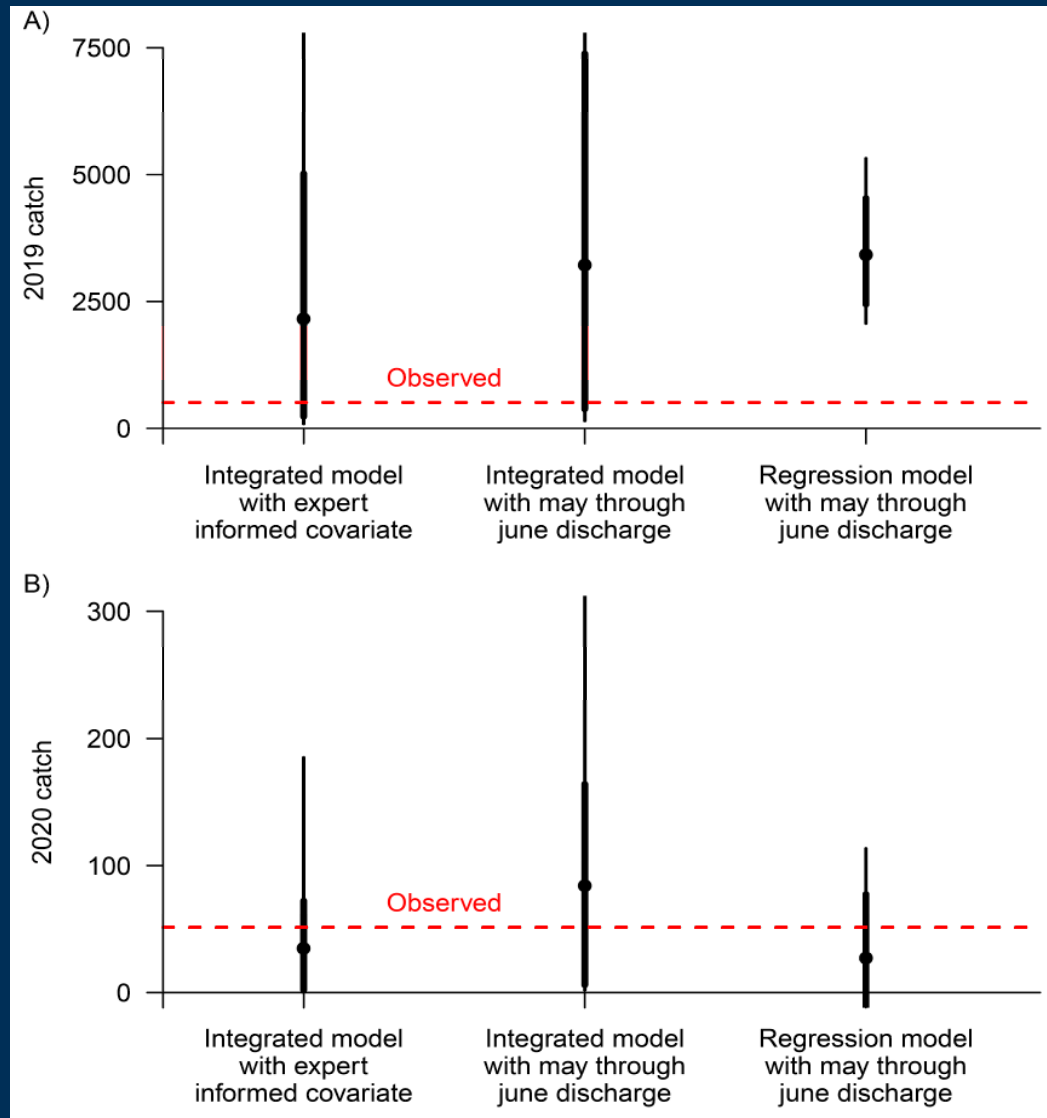 A)
7500
5000
2500
0
2019 catch
Observed
Integrated model
with expert
informed covariate
Integrated model
with may through
june discharge
Regression model
with may through
june discharge
B)
300
200
100
0
2020 catch
Observed
Integrated model
with expert
informed covariate
Integrated model
with may through
june discharge
Regression model
with may through
june discharge